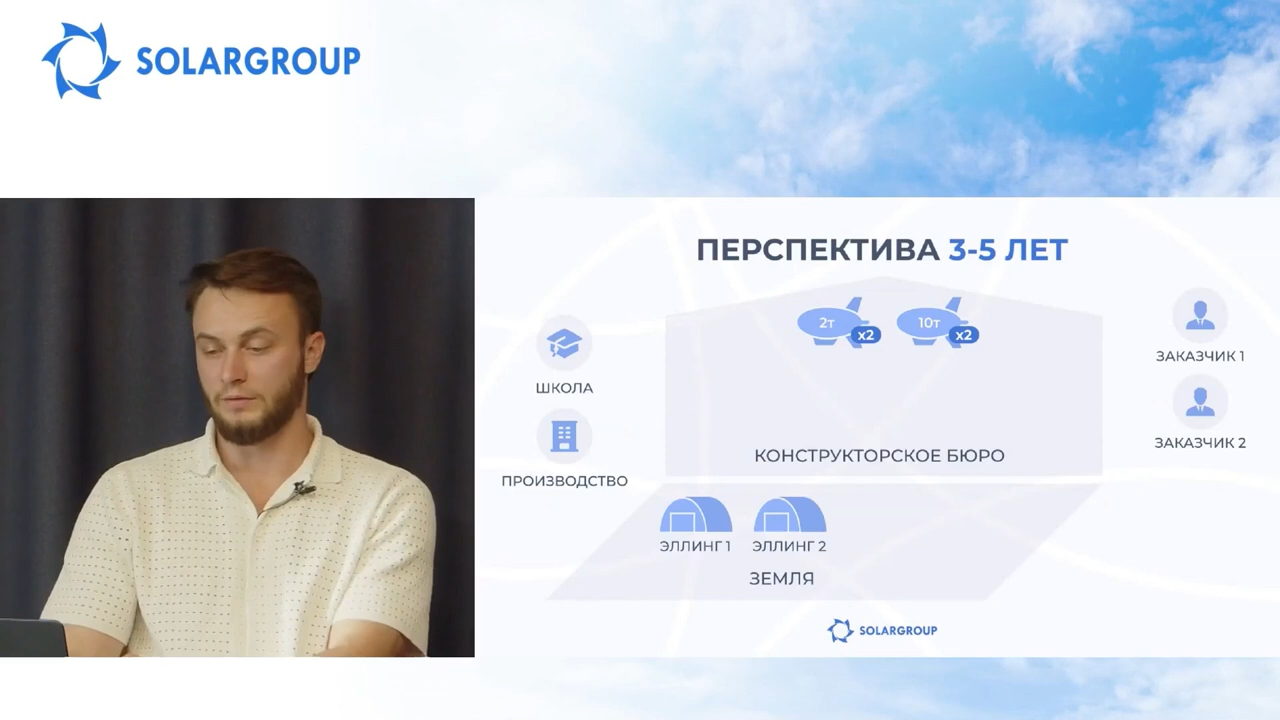 SOLARGROUP
ПЕРСПЕКТИВА 3-5 ЛЕТ
2т
x2
10т
x2
ШКОЛА
ПРОИЗВОДСТВО
ЗАКАЗЧИК 1
ЗАКАЗЧИК 2
КОНСТРУКТОРСКОЕ БЮРО
ЭЛЛИНГ 1
ЭЛЛИНГ 2
ЗЕМЛЯ
SOLARGROUP